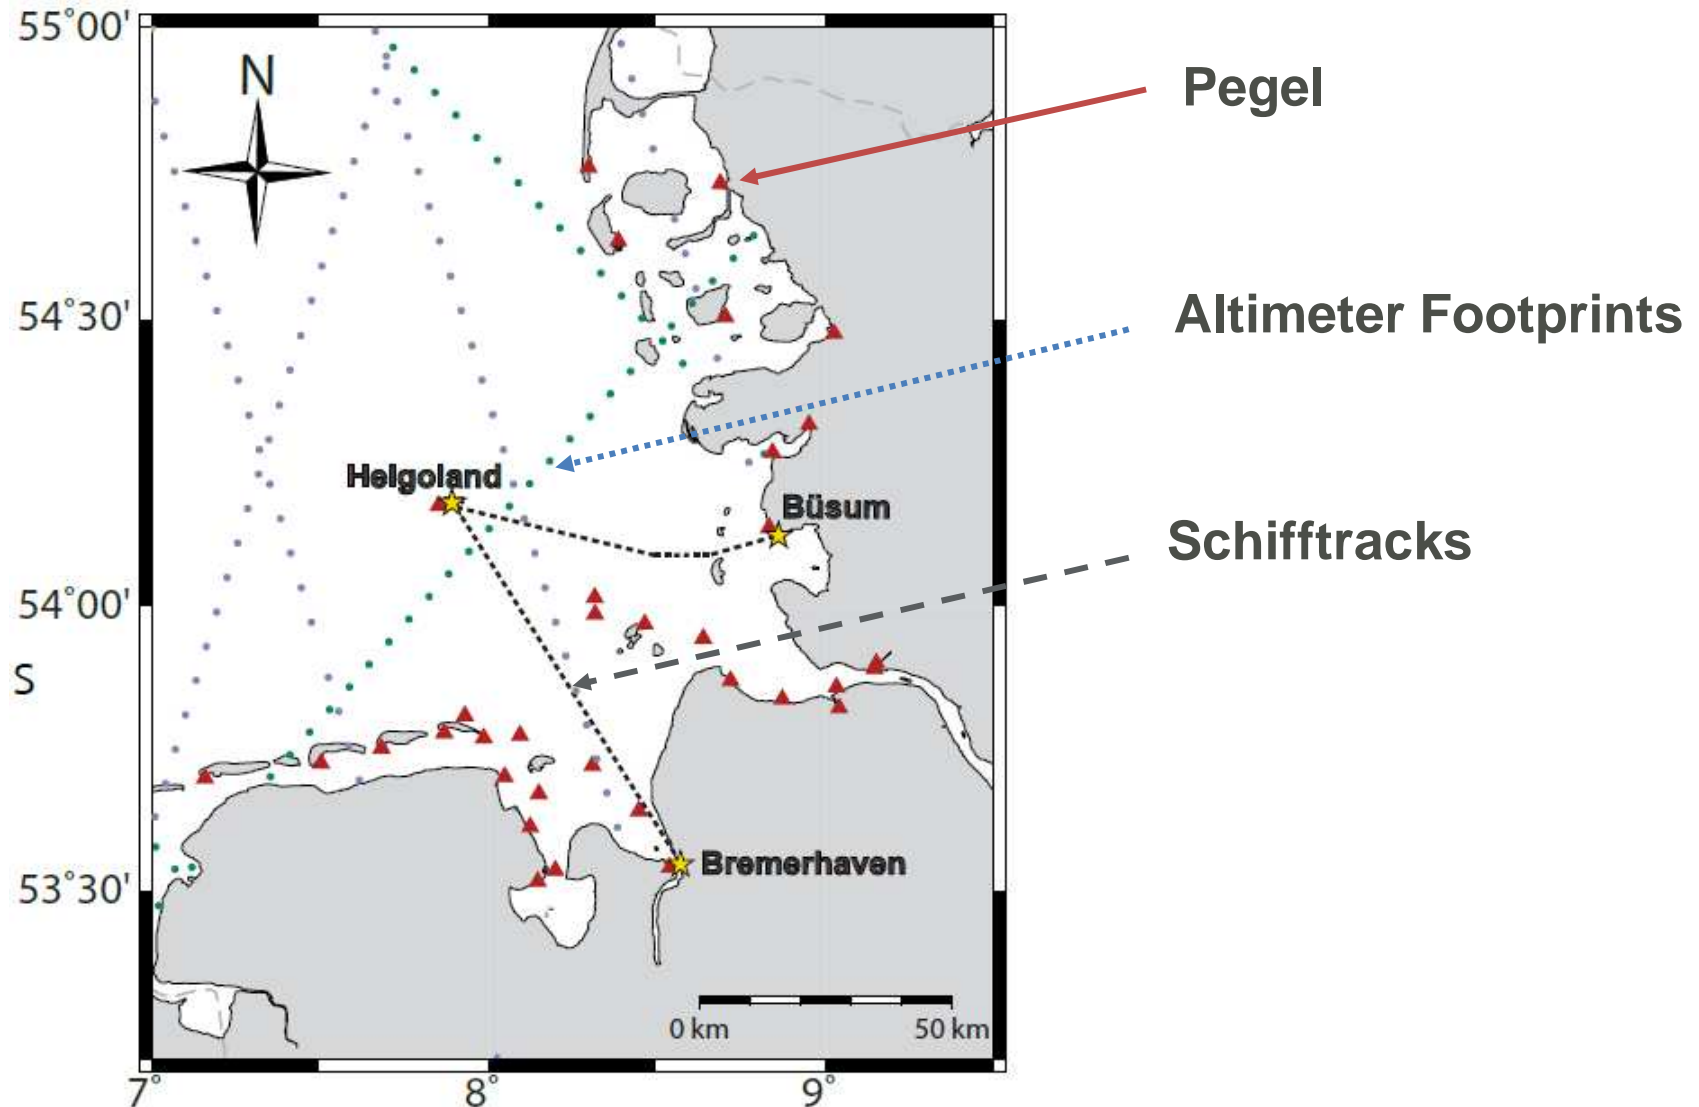 55°00'
N
Pegel
54°30'
Altimeter Footprints
Helgoland
Büsum
Schifftracks
54°00'
S
Bremerhaven
53°30'
0 km 50 km
7° 8° 9°